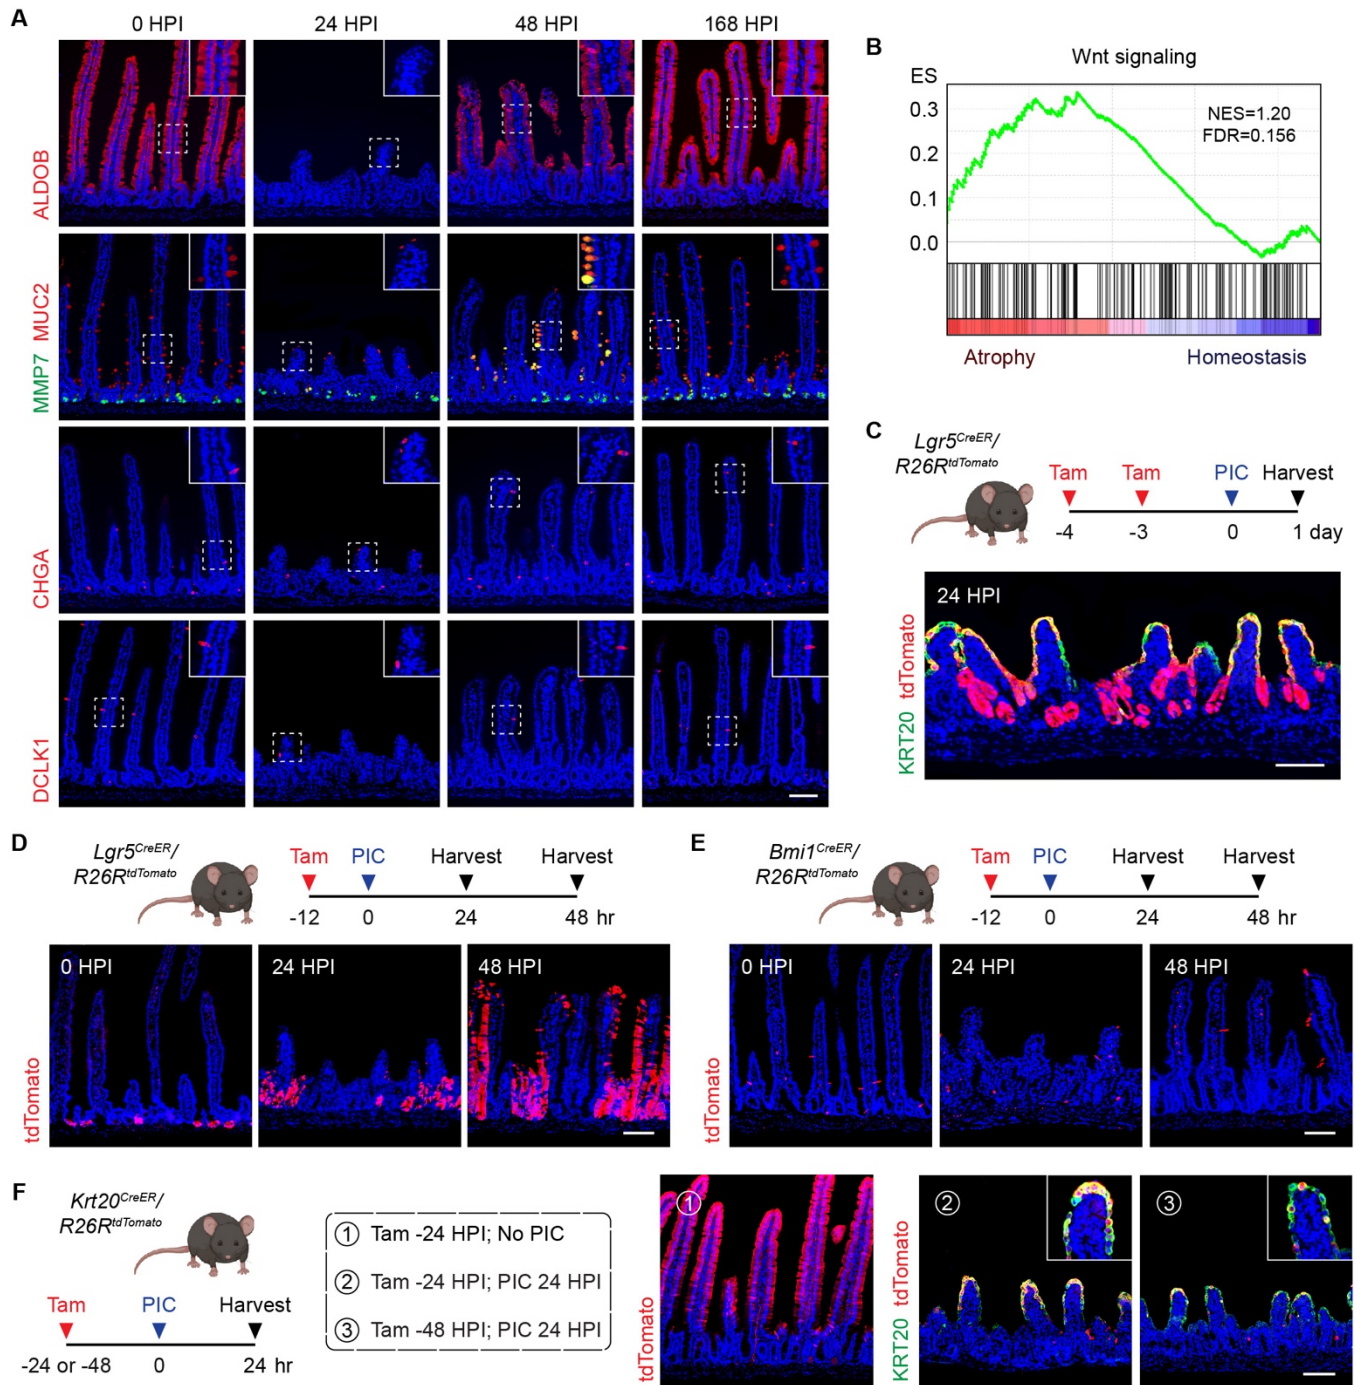 A
0 HPI
24 HPI
48 HPI
168 HPI
ALDOB
MMP7 MUC2
CHGA
DCLK1
B
Wnt signaling
ES
0.3
0.2
0.1
0.0
NES=1.20
FDR=0.156
Atrophy
Homeostasis
C
Lgr5CreER/
R26RtdTomato
Tam
Tam
PIC
Harvest
-4
-3
0
1 day
24 HPI
KRT20 tdTomato
D
Lgr5CreER/
R26RtdTomato
Tam
PIC
Harvest
Harvest
-12
0
24
48 hr
0 HPI
24 HPI
48 HPI
tdTomato
E
Bmi1CreER/
R26RtdTomato
Tam
PIC
Harvest
Harvest
-12
0
24
48 hr
0 HPI
24 HPI
48 HPI
tdTomato
F
Krt20CreER/
R26RtdTomato
Tam
PIC
Harvest
-24 or -48
0
24 hr
① Tam -24 HPI; No PIC
② Tam -24 HPI; PIC 24 HPI
③ Tam -48 HPI; PIC 24 HPI
①
tdTomato
②
③
KRT20 tdTomato